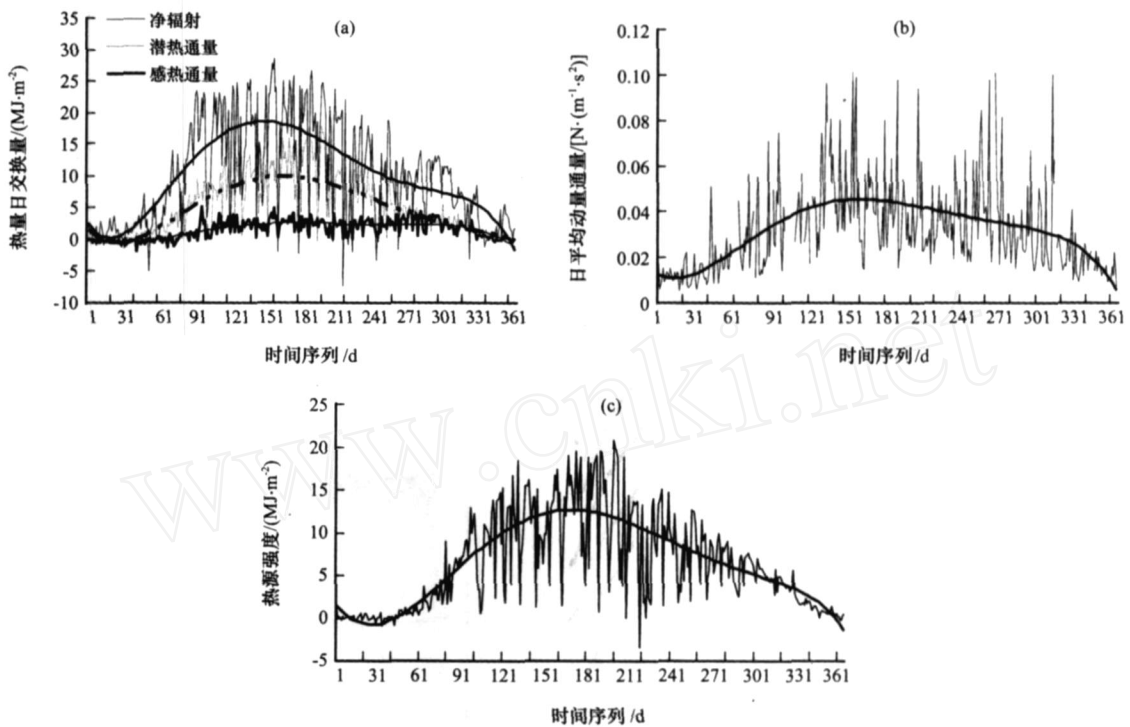 (a)
净辐射
潜热通量
感热通量
热量日交换量/(MJ·m⁻²)
35
30
25
20
15
10
5
0
-5
-10
1 31 61 91 121 151 181 211 241 271 301 331 361
时间序列/d
(b)
日平均动量通量/[N·(m⁻¹·s²)]
0.12
0.10
0.08
0.06
0.04
0.02
0
1 31 61 91 121 151 181 211 241 271 301 331 361
时间序列/d
(c)
热源强度/(MJ·m⁻²)
25
20
15
10
5
0
-5
1 31 61 91 121 151 181 211 241 271 301 331 361
时间序列/d
www.cnki.net